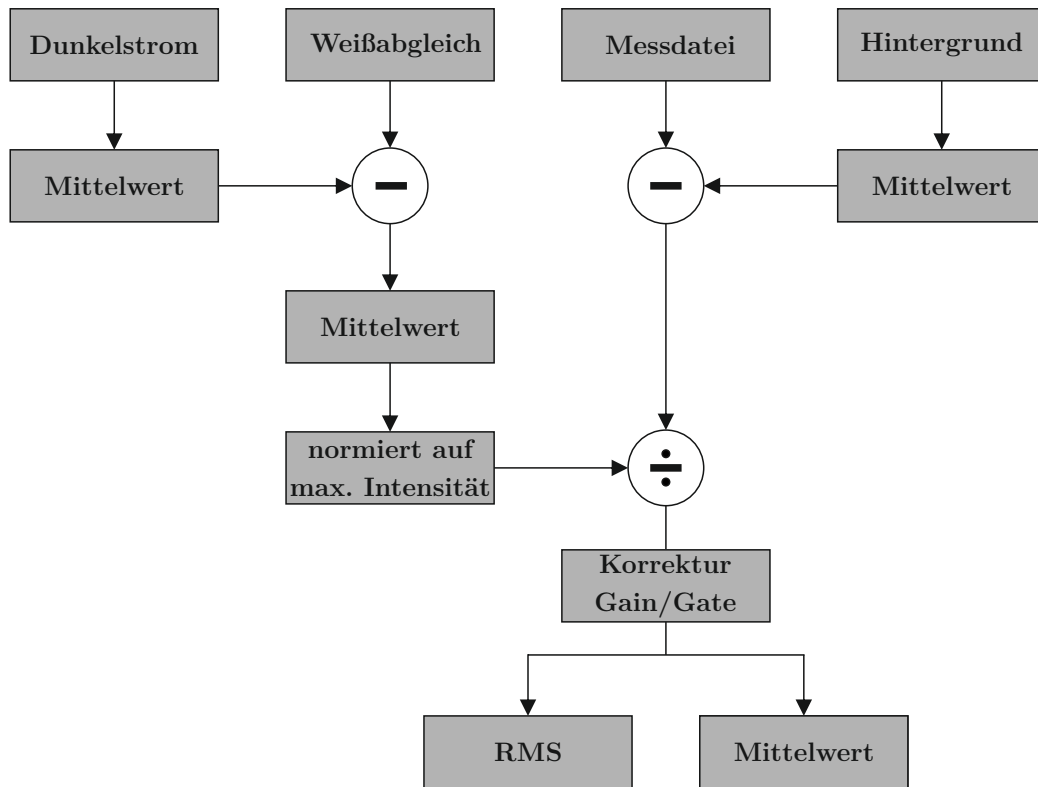 Dunkelstrom
Weißabgleich
Messdatei
Hintergrund
Mittelwert
Mittelwert
Mittelwert
normiert auf
max. Intensität
Korrektur
Gain/Gate
RMS
Mittelwert